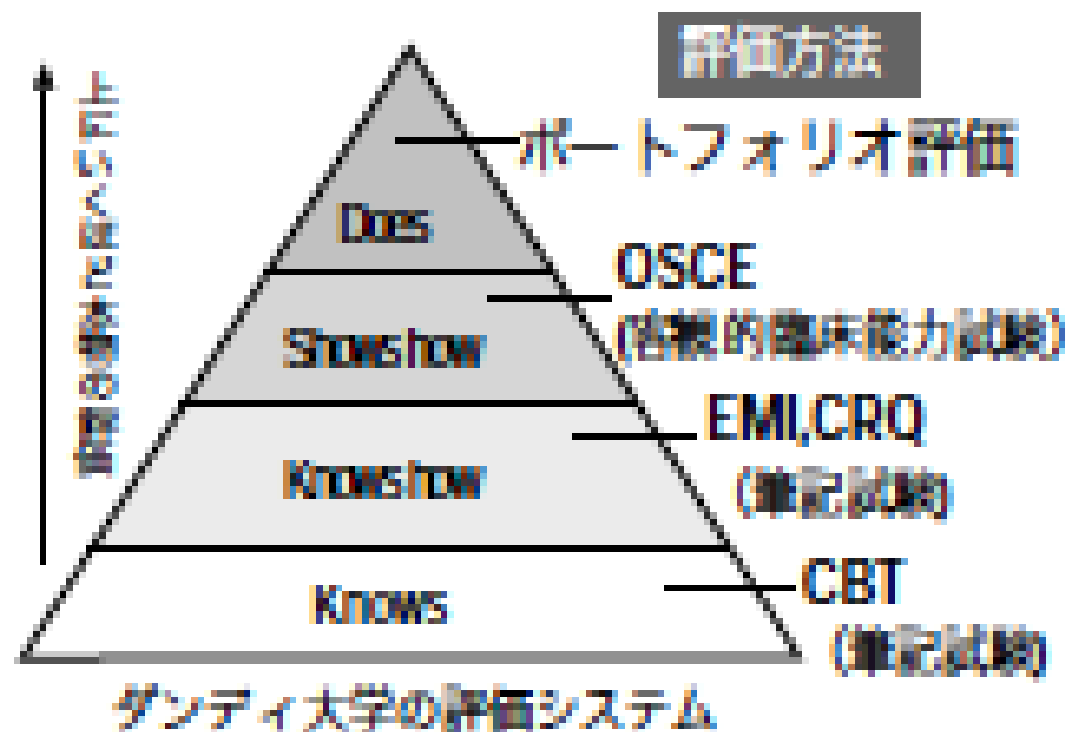 評価方法
ポートフォリオ評価
Does
OSCE
(客観的臨床能力試験)
Shows how
EMI,CRQ
(筆記試験)
Knows how
CBT
(筆記試験)
Knows
ダンディ大学の評価システム